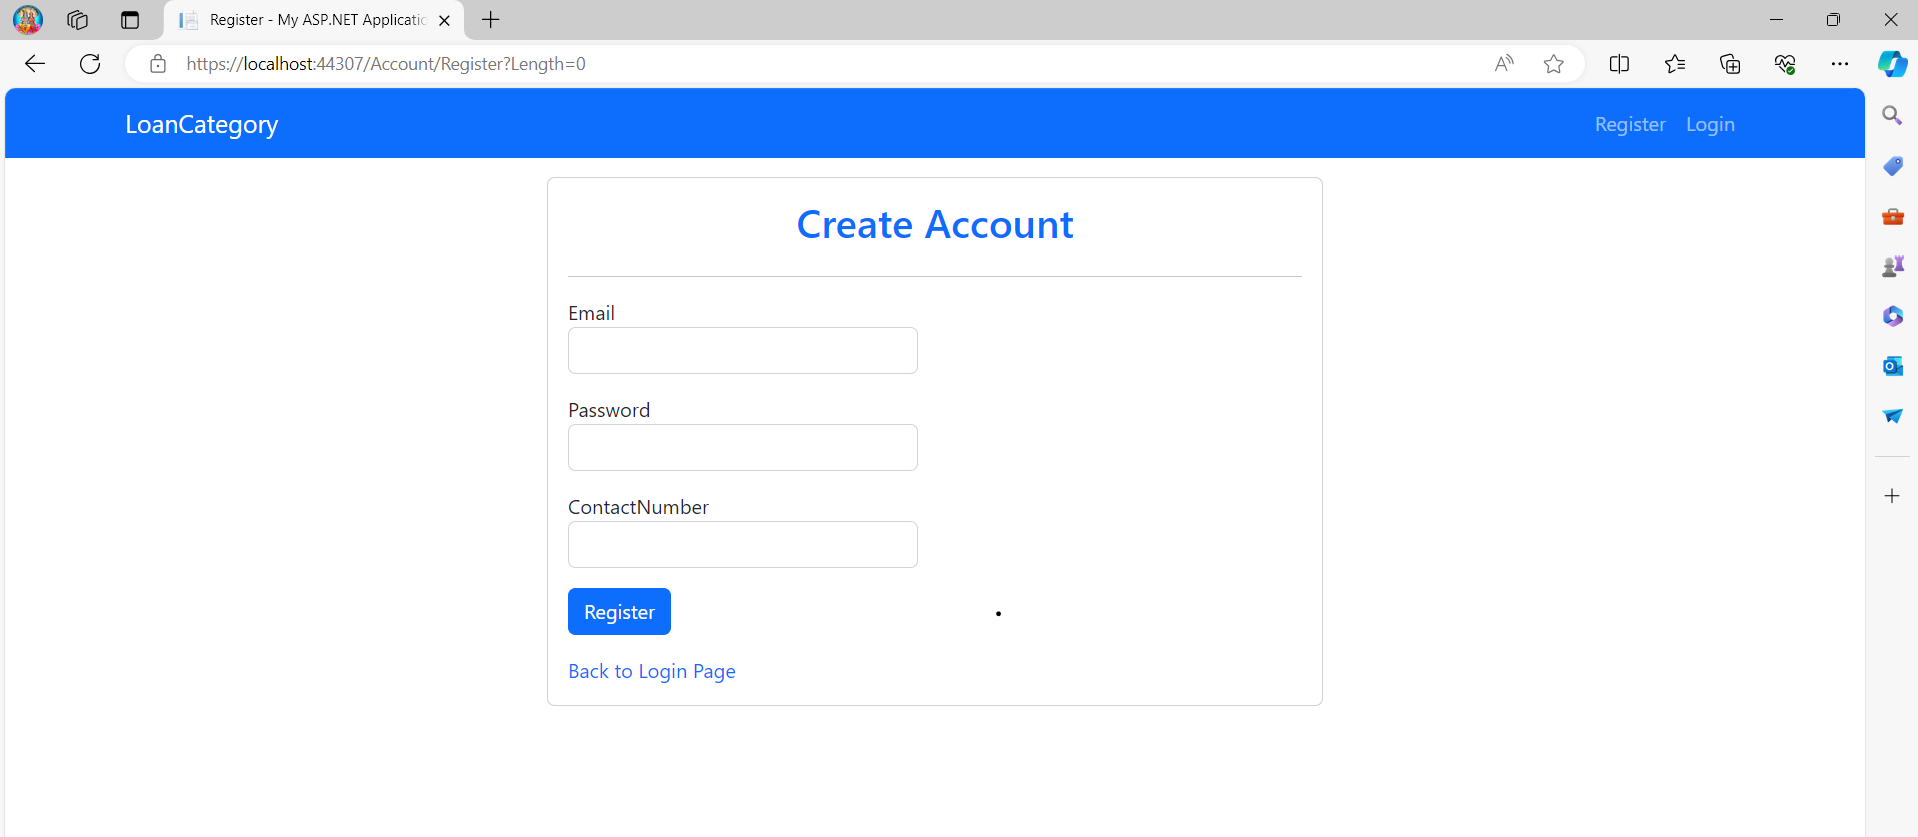 Register - My ASP.NET Applicatio
https://localhost:44307/Account/Register?Length=0
LoanCategory
Register Login
Create Account
Email
Password
ContactNumber
Register
Back to Login Page